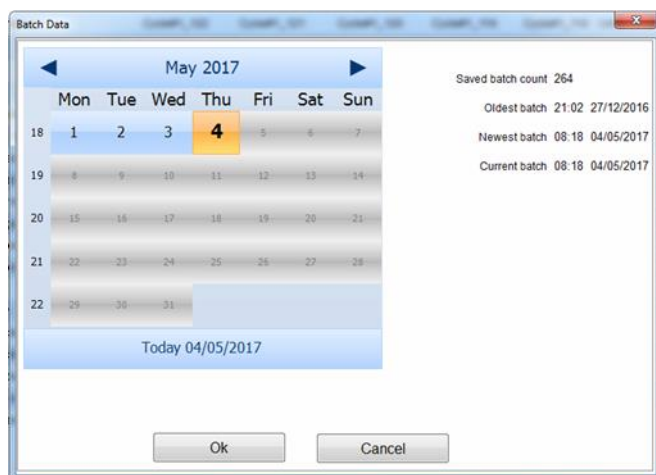 Batch Data
May 2017
Mon Tue Wed Thu Fri Sat Sun
18 1 2 3 4 5 6 7
19 8 9 10 11 12 13 14
20 15 16 17 18 19 20 21
21 22 23 24 25 26 27 28
22 29 30 31
Today 04/05/2017
Saved batch count 264
Oldest batch 21:02 27/12/2016
Newest batch 08:18 04/05/2017
Current batch 08:18 04/05/2017
Ok Cancel